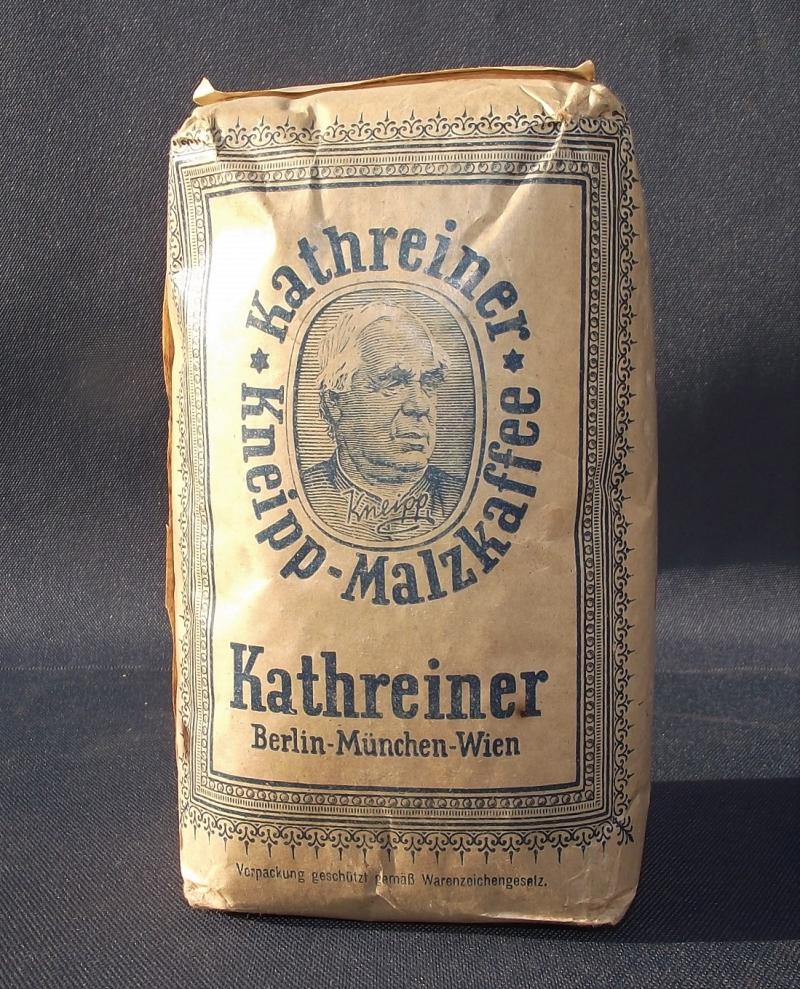 Kathreiner
Kneipp-Malzkaffee
Kneipp
Kathreiner
Berlin-München-Wien
Verpackung geschützt gemäß Warenzeichengesetz.